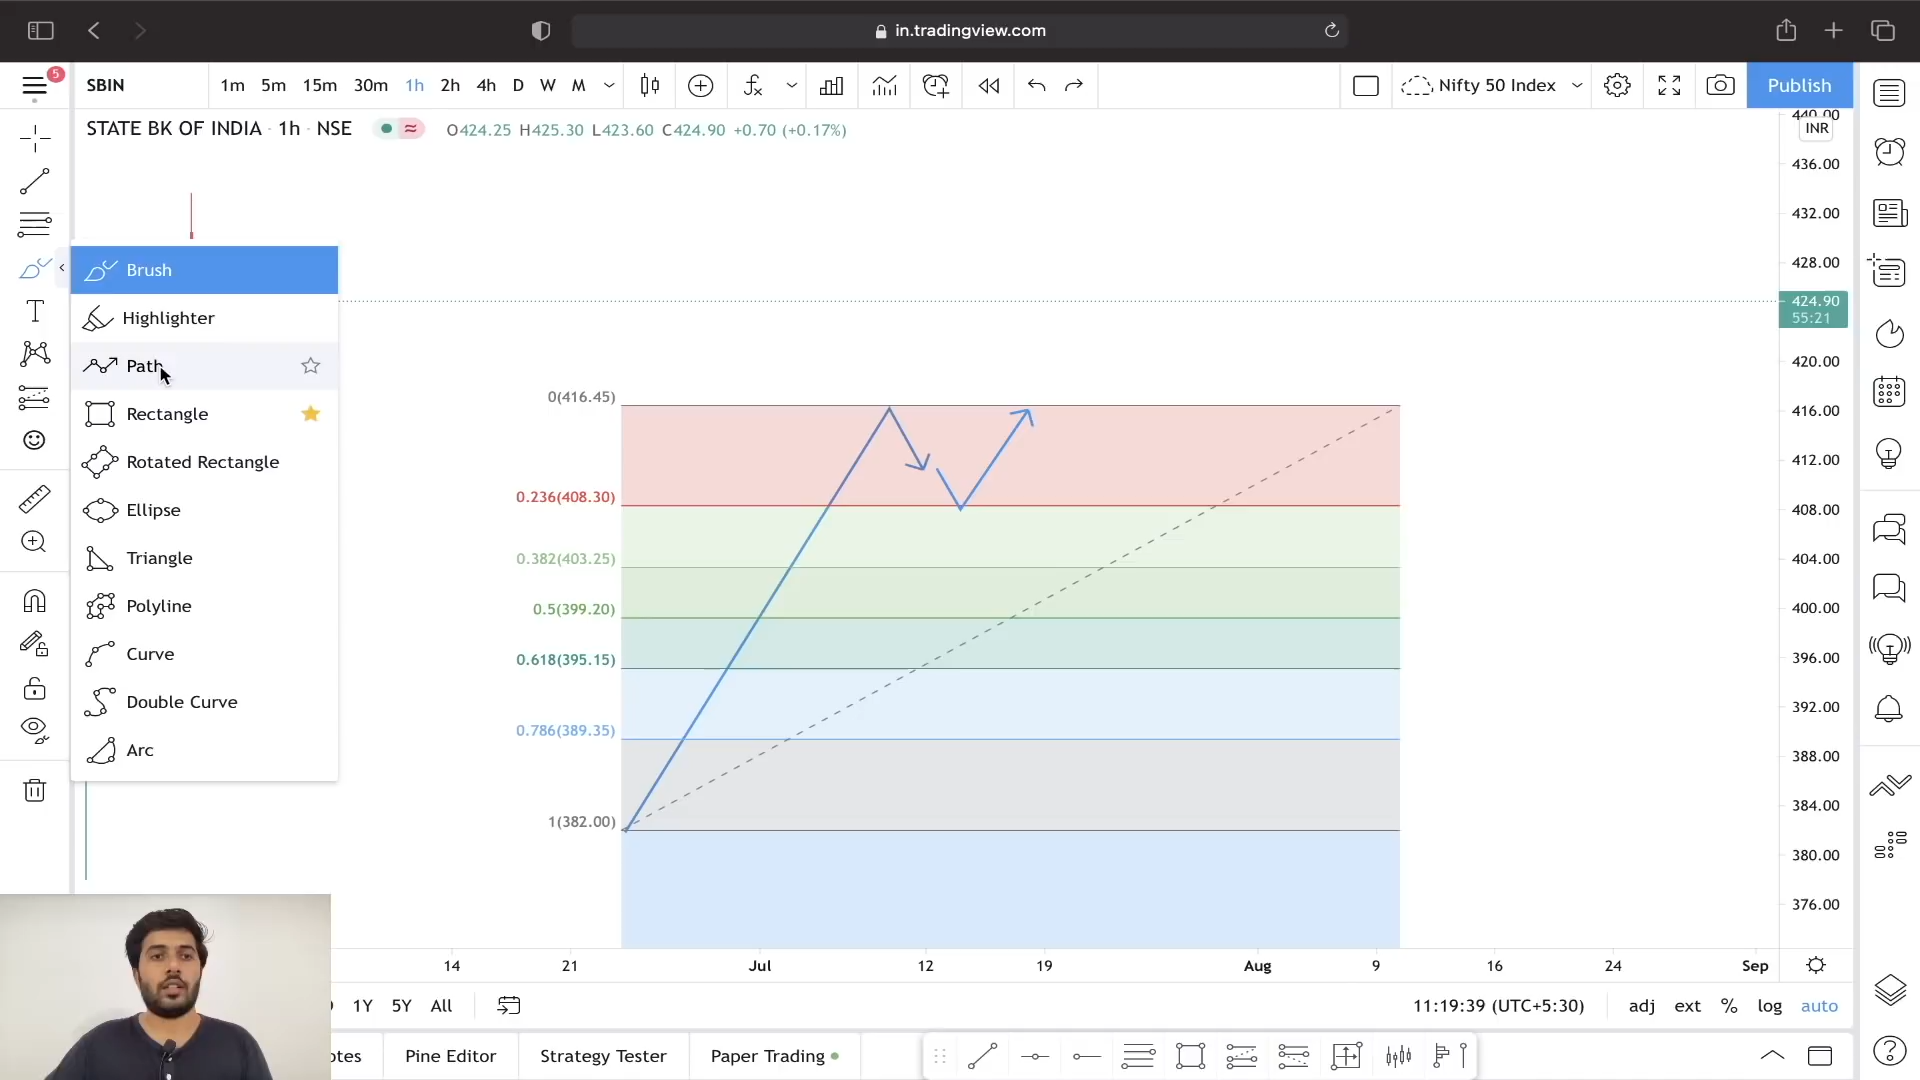 in.tradingview.com
5
SBIN 1m 5m 15m 30m 1h 2h 4h D W M Nifty 50 Index Publish
STATE BK OF INDIA · 1h · NSE O424.25 H425.30 L423.60 C424.90 +0.70 (+0.17%)
440.00
INR
436.00
432.00
428.00
424.90
55:21
420.00
416.00
412.00
408.00
404.00
400.00
396.00
392.00
388.00
384.00
380.00
376.00
Brush
Highlighter
Path
Rectangle
Rotated Rectangle
Ellipse
Triangle
Polyline
Curve
Double Curve
Arc
0(416.45)
0.236(408.30)
0.382(403.25)
0.5(399.20)
0.618(395.15)
0.786(389.35)
1(382.00)
14 21 Jul 12 19 Aug 9 16 24 Sep
1Y 5Y All 11:19:39 (UTC+5:30) adj ext % log auto
otes Pine Editor Strategy Tester Paper Trading